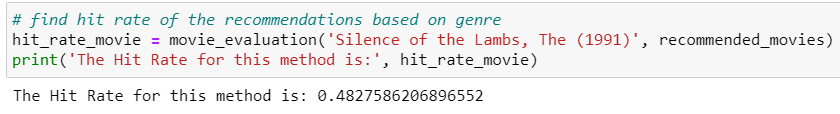 # find hit rate of the recommendations based on genre
hit_rate_movie = movie_evaluation('Silence of the Lambs, The (1991)', recommended_movies)
print('The Hit Rate for this method is:', hit_rate_movie)
The Hit Rate for this method is: 0.4827586206896552